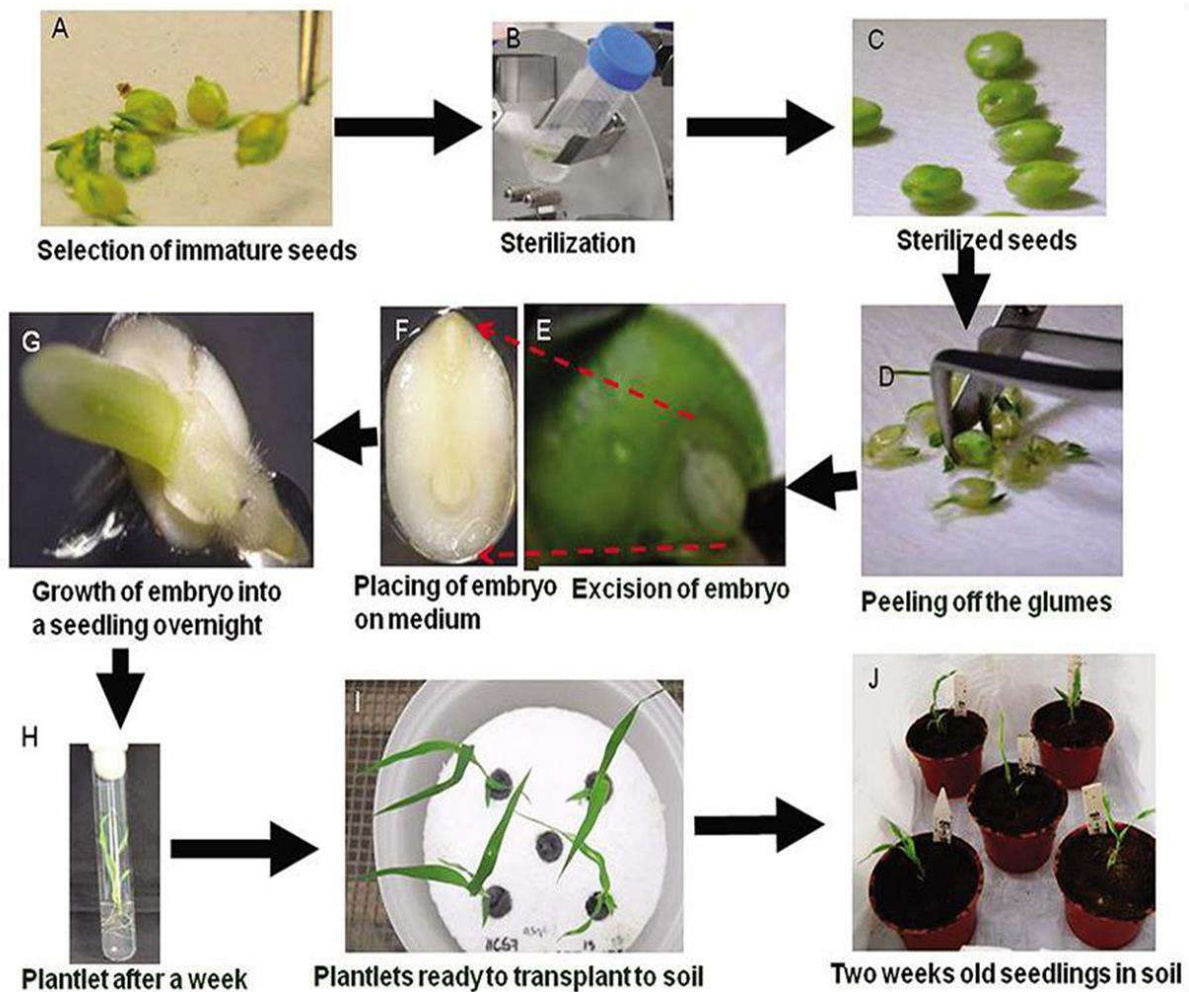 A
B
C
Selection of immature seeds
Sterilization
Sterilized seeds
G
F
E
D
Growth of embryo into
a seedling overnight
Placing of embryo
on medium
Excision of embryo
Peeling off the glumes
H
I
J
Plantlet after a week
Plantlets ready to transplant to soil
Two weeks old seedlings in soil